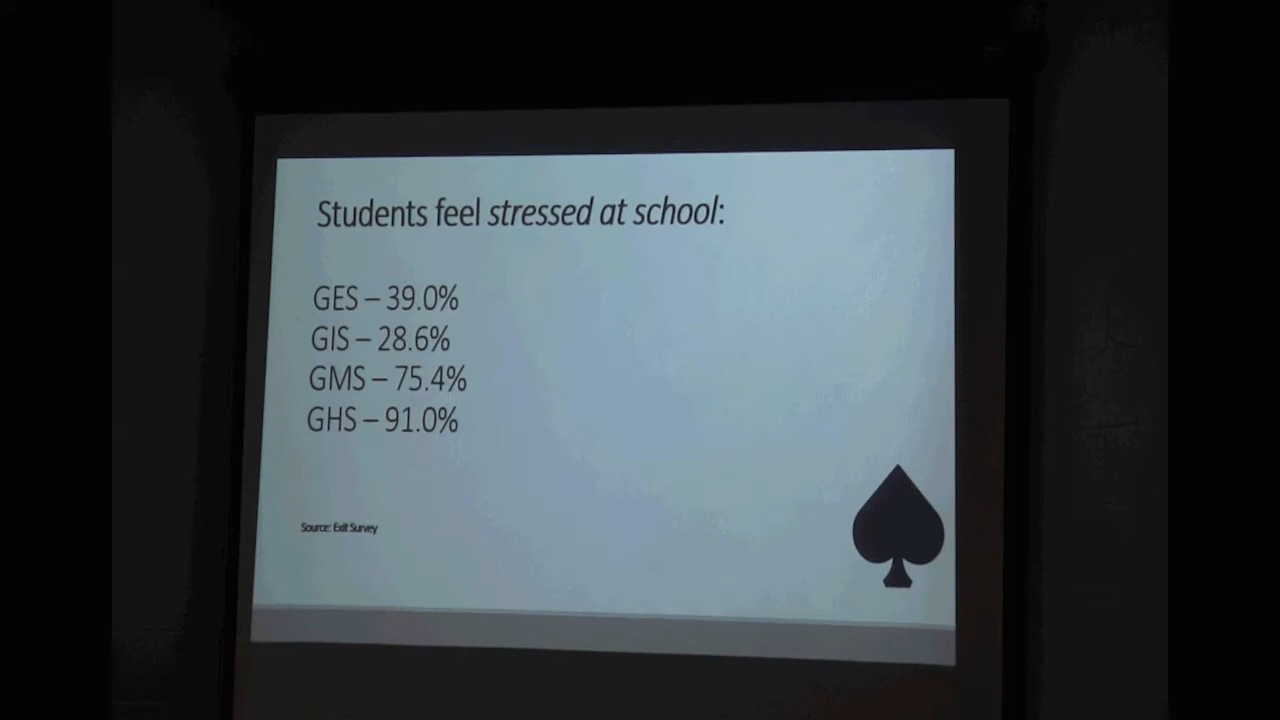 Students feel stressed at school:
GES – 39.0%
GIS – 28.6%
GMS – 75.4%
GHS – 91.0%
Source: Exit Survey